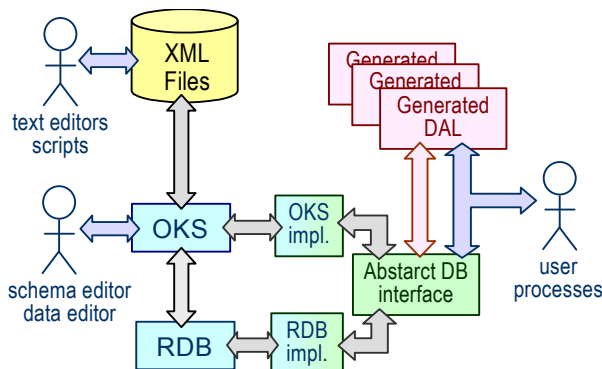 XML
Files
Generated
Generated
Generated
DAL
text editors
scripts
OKS
OKS
impl.
schema editor
data editor
Abstarct DB
interface
user
processes
RDB
RDB
impl.